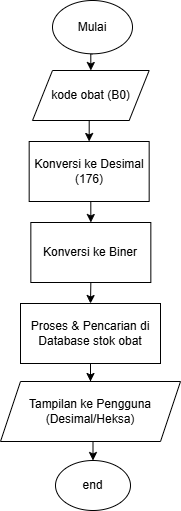 Mulai
kode obat (B0)
Konversi ke Desimal
(176)
Konversi ke Biner
Proses & Pencarian di
Database stok obat
Tampilan ke Pengguna
(Desimal/Heksa)
end